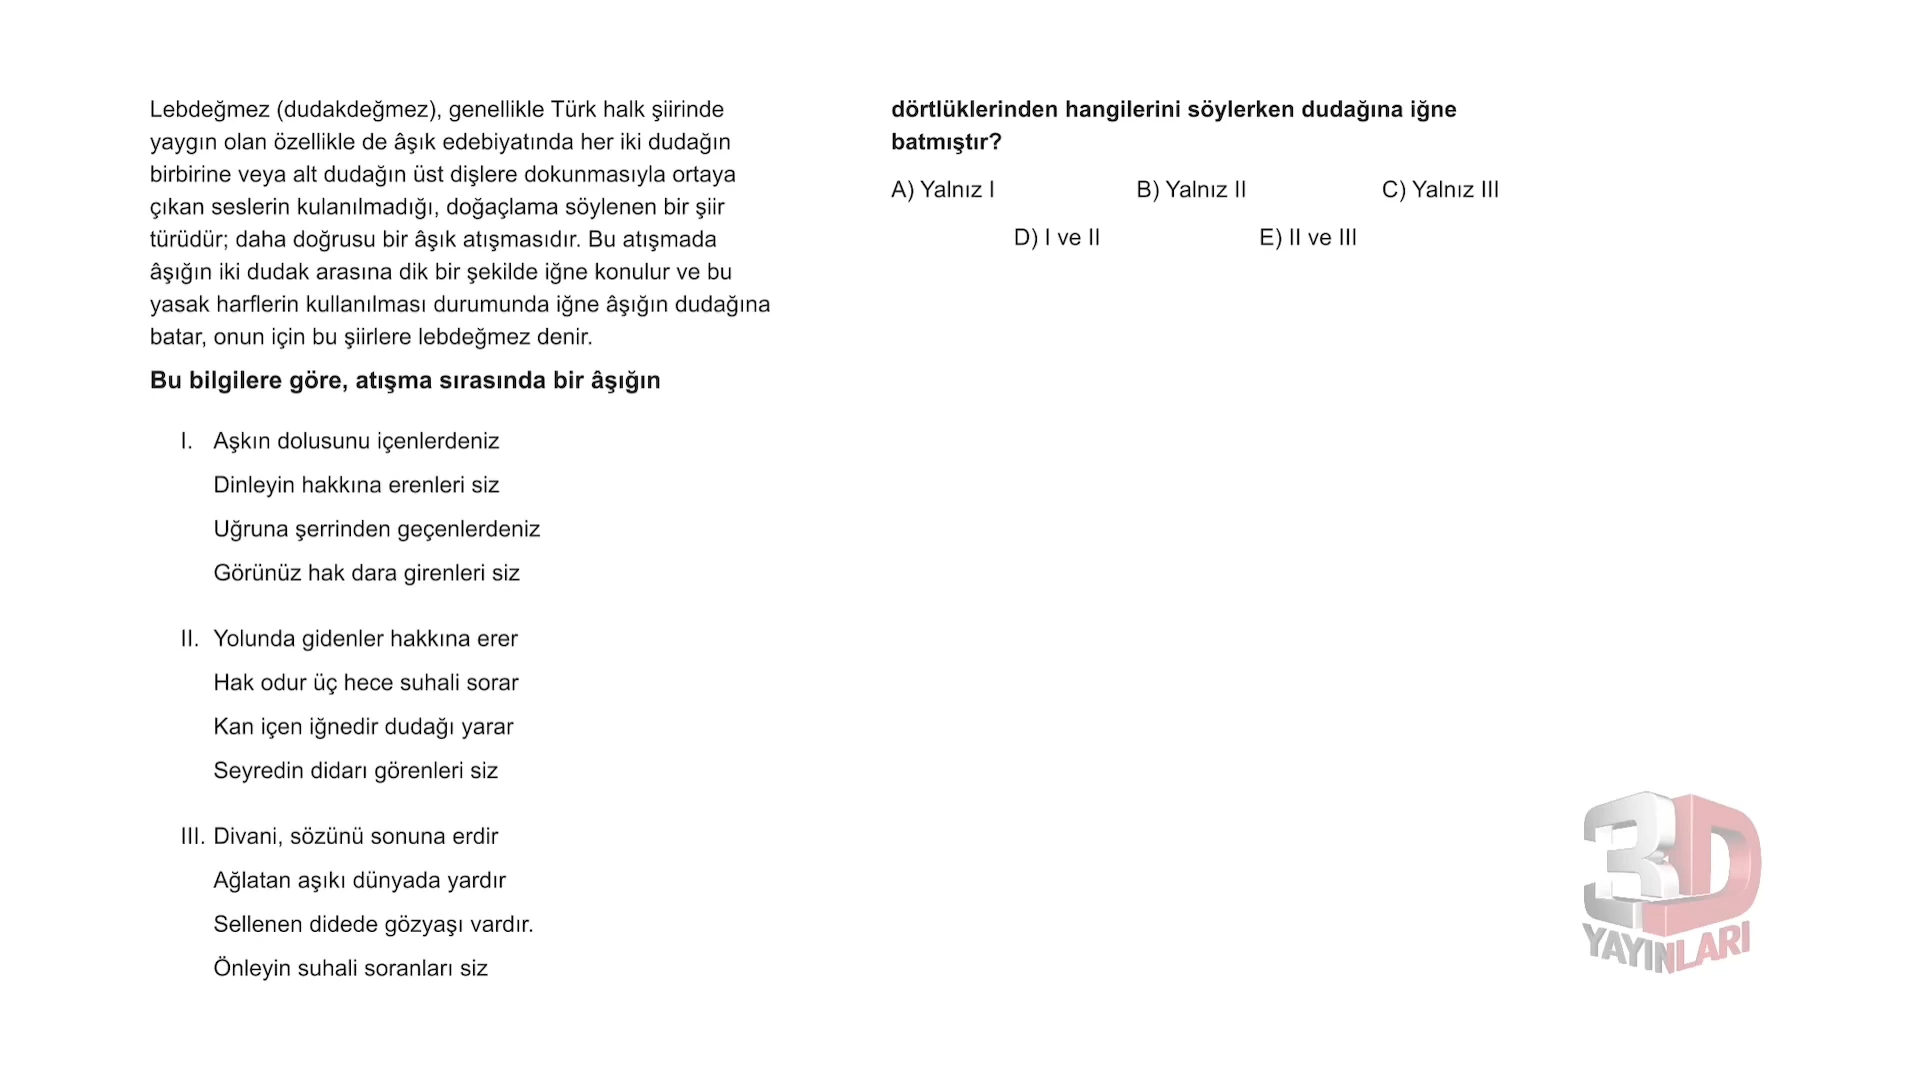 Lebdeğmez (dudakdeğmez), genellikle Türk halk şiirinde
yaygın olan özellikle de âşık edebiyatında her iki dudağın
birbirine veya alt dudağın üst dişlere dokunmasıyla ortaya
çıkan seslerin kulanılmadığı, doğaçlama söylenen bir şiir
türüdür; daha doğrusu bir âşık atışmasıdır. Bu atışmada
âşığın iki dudak arasına dik bir şekilde iğne konulur ve bu
yasak harflerin kullanılması durumunda iğne âşığın dudağına
batar, onun için bu şiirlere lebdeğmez denir.
Bu bilgilere göre, atışma sırasında bir âşığın
I. Aşkın dolusunu içenlerdeniz
Dinleyin hakkına erenleri siz
Uğruna şerrinden geçenlerdeniz
Görünüz hak dara girenleri siz
II. Yolunda gidenler hakkına erer
Hak odur üç hece suhali sorar
Kan içen iğnedir dudağı yarar
Seyredin didarı görenleri siz
III. Divani, sözünü sonuna erdir
Ağlatan aşıkı dünyada yardır
Sellenen didede gözyaşı vardır.
Önleyin suhali soranları siz
dörtlüklerinden hangilerini söylerken dudağına iğne
batmıştır?
A) Yalnız I B) Yalnız II C) Yalnız III
D) I ve II E) II ve III
3D
YAYINLARI